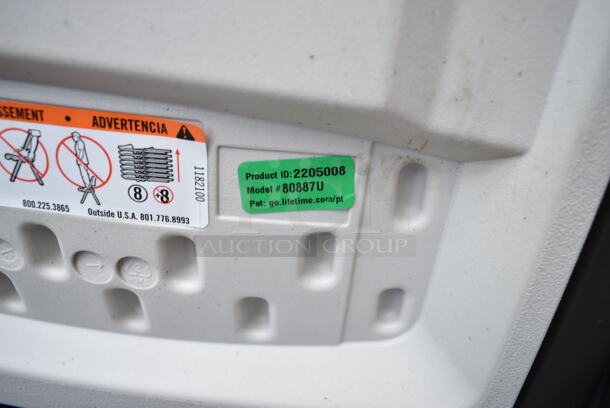 SSEMENT • ADVERTENCIA
8 +8
800.225.3865
Outside U.S.A. 801.776.8993
1182100
Product ID: 2205008
Model # 80887U
Pat: go.lifetime.com/pt
AUCTION GROUP